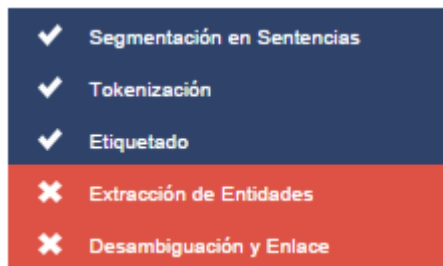 Segmentación en Sentencias
Tokenización
Etiquetado
Extracción de Entidades
Desambiguación y Enlace